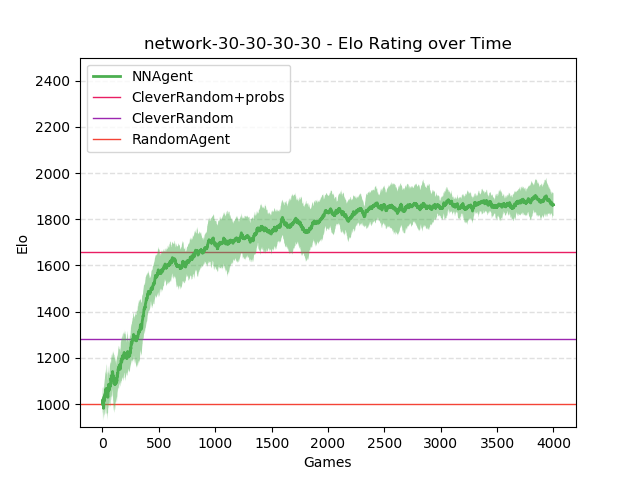 network-30-30-30-30 - Elo Rating over Time
NNAgent
CleverRandom+probs
CleverRandom
RandomAgent
2400
2200
2000
1800
1600
1400
1200
1000
Elo
0 500 1000 1500 2000 2500 3000 3500 4000
Games